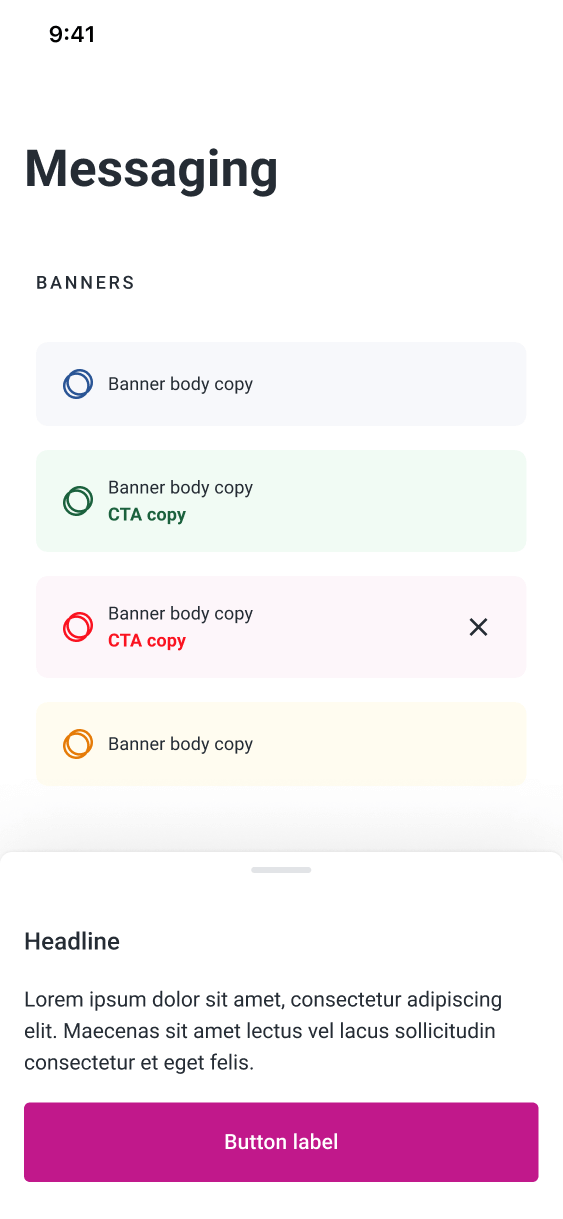 9:41
Messaging
BANNERS
Banner body copy
Banner body copy
CTA copy
Banner body copy
CTA copy
Banner body copy
Headline
Lorem ipsum dolor sit amet, consectetur adipiscing
elit. Maecenas sit amet lectus vel lacus sollicitudin
consectetur et eget felis.
Button label